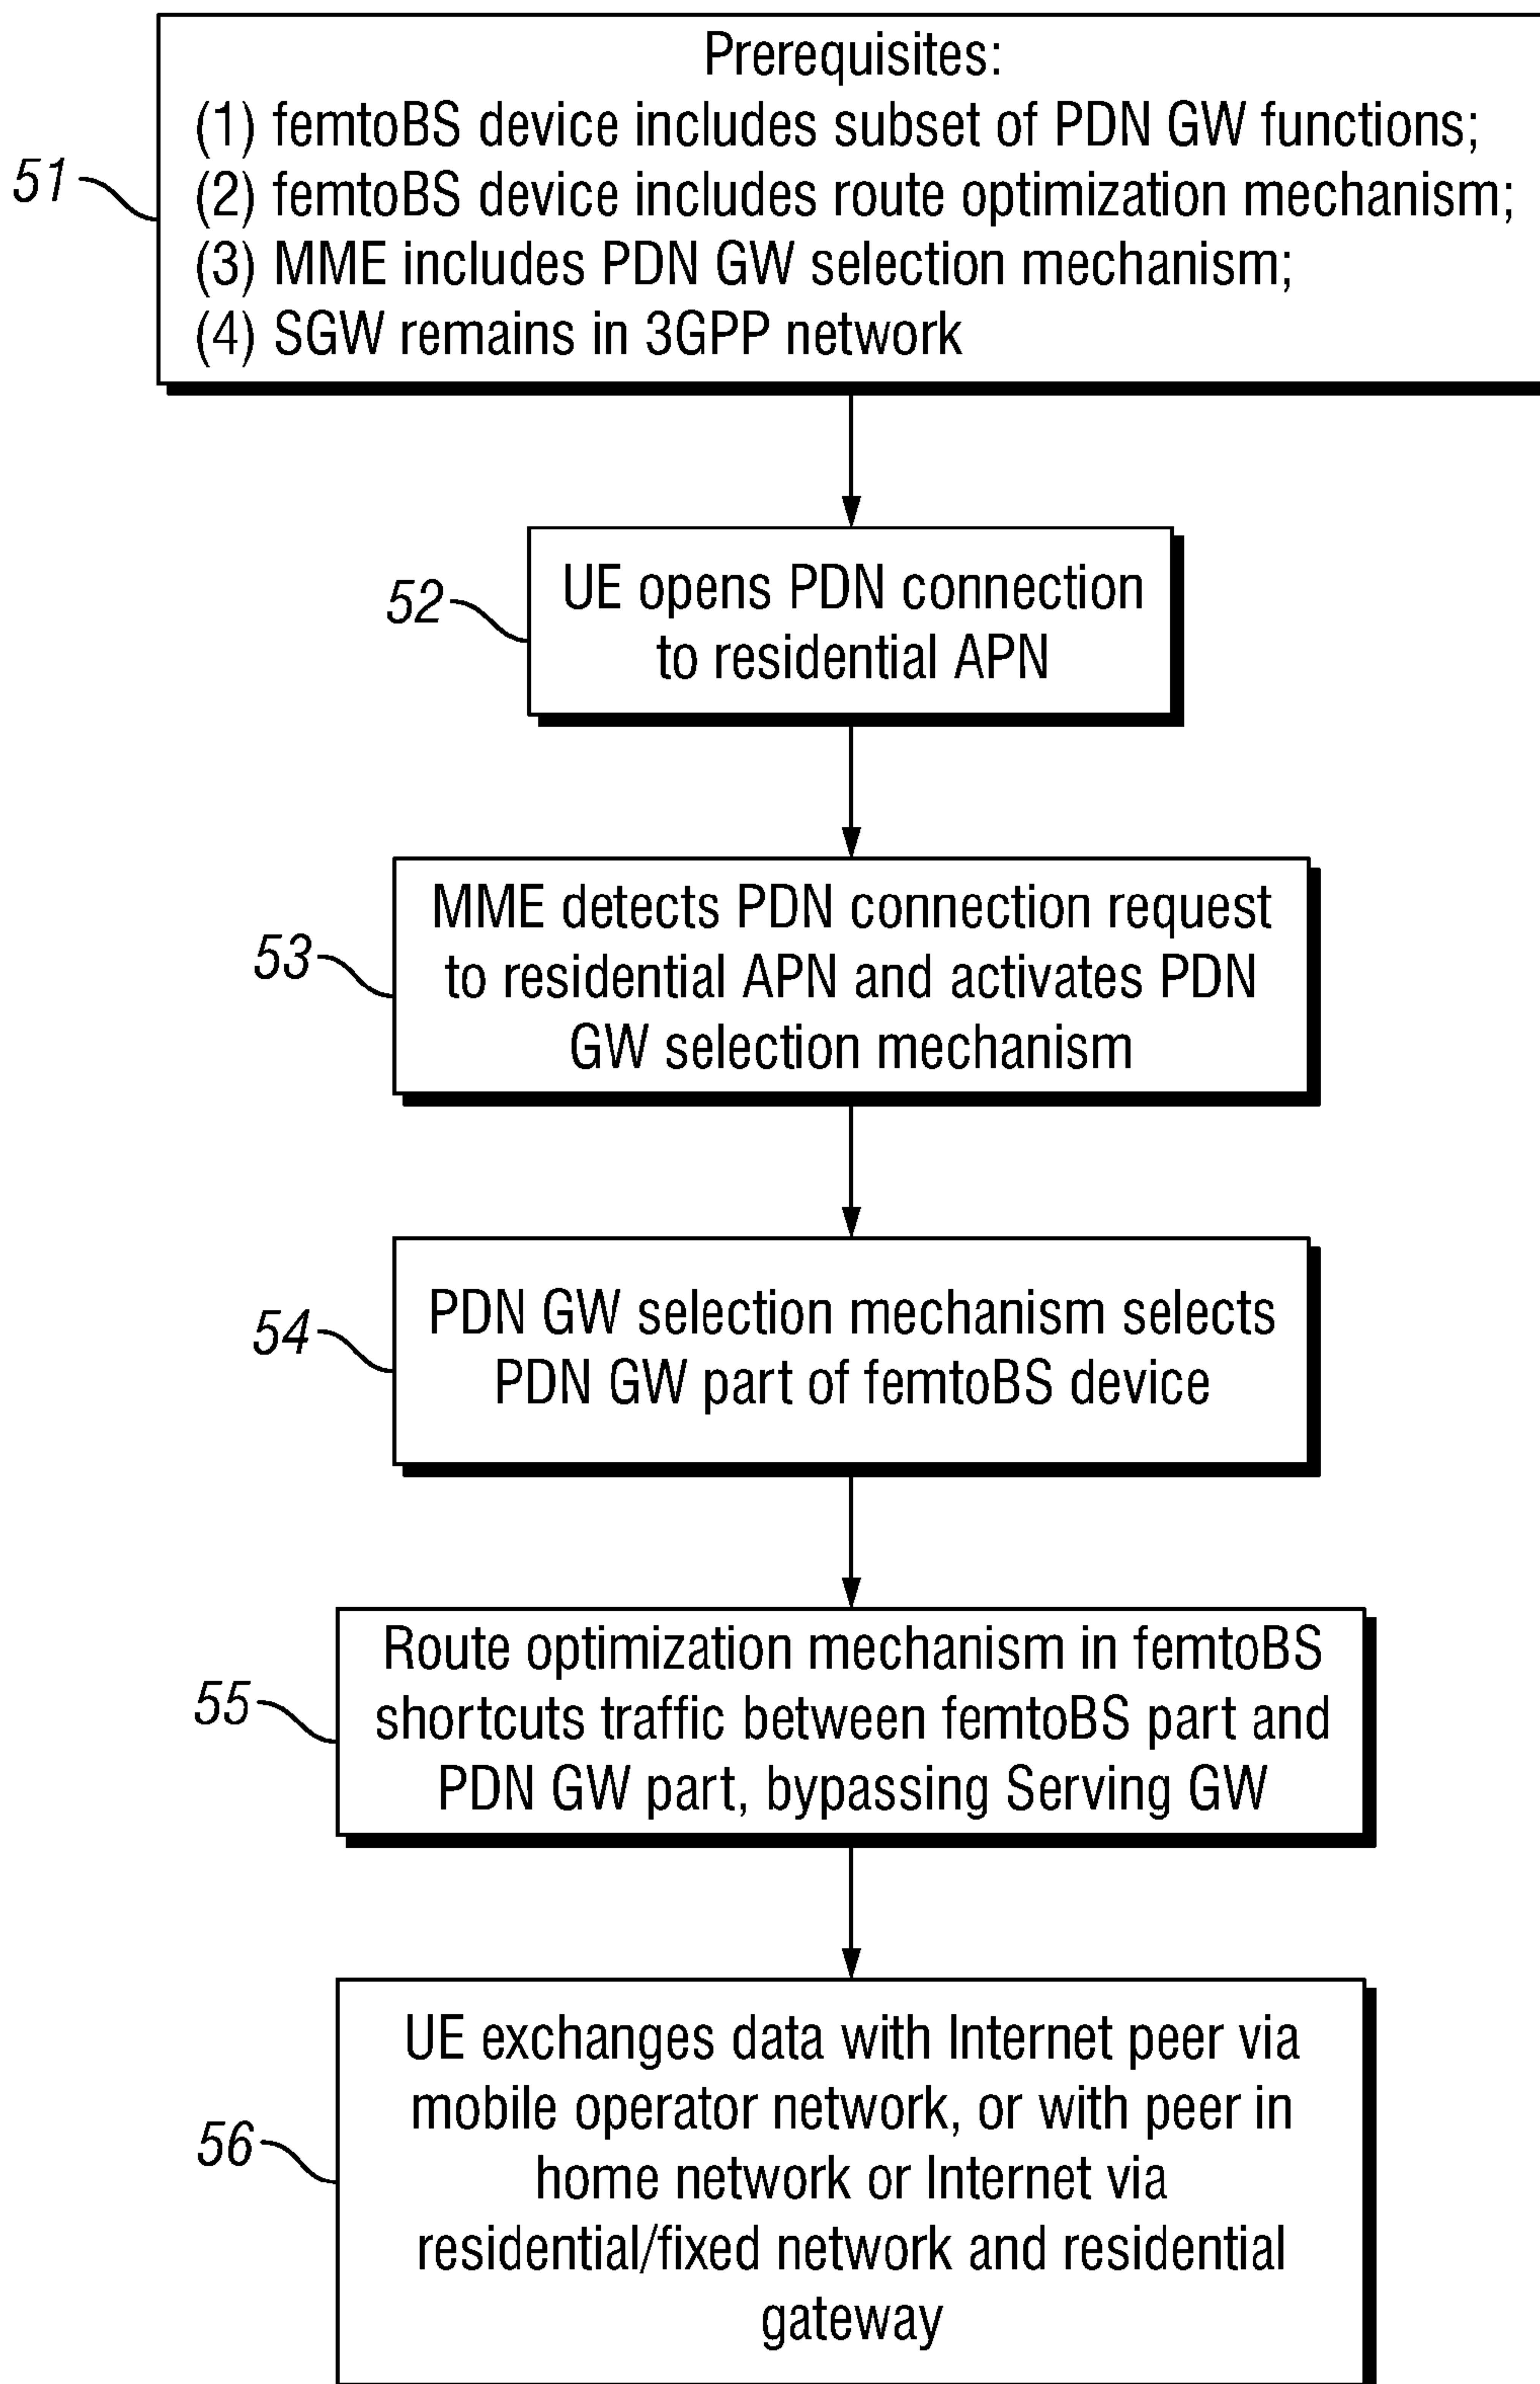 Prerequisites:
(1) femtoBS device includes subset of PDN GW functions;
(2) femtoBS device includes route optimization mechanism;
(3) MME includes PDN GW selection mechanism;
(4) SGW remains in 3GPP network
51
UE opens PDN connection
to residential APN
52
MME detects PDN connection request
to residential APN and activates PDN
GW selection mechanism
53
PDN GW selection mechanism selects
PDN GW part of femtoBS device
54
Route optimization mechanism in femtoBS
shortcuts traffic between femtoBS part and
PDN GW part, bypassing Serving GW
55
UE exchanges data with Internet peer via
mobile operator network, or with peer in
home network or Internet via
residential/fixed network and residential
gateway
56